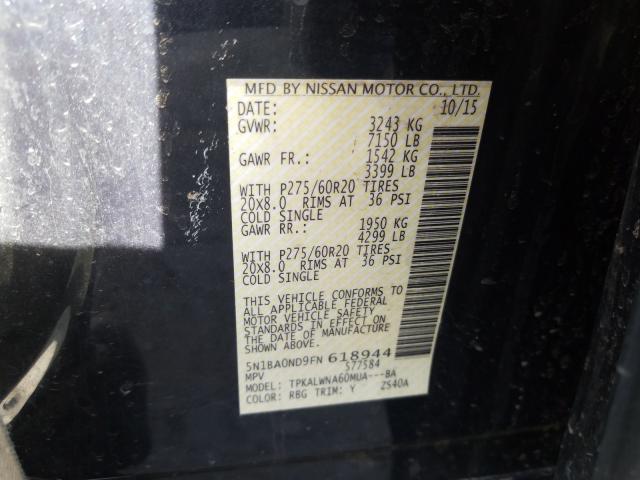 MFD BY NISSAN MOTOR CO., LTD.
DATE: 10/15
GVWR: 3243 KG
7150 LB
GAWR FR.: 1542 KG
3399 LB
WITH P275/60R20 TIRES
20X8.0 RIMS AT 36 PSI
COLD SINGLE
GAWR RR.: 1950 KG
4299 LB
WITH P275/60R20 TIRES
20X8.0 RIMS AT 36 PSI
COLD SINGLE
THIS VEHICLE CONFORMS TO
ALL APPLICABLE FEDERAL
MOTOR VEHICLE SAFETY
STANDARDS IN EFFECT ON
THE DATE OF MANUFACTURE
SHOWN ABOVE.
5N1BA0ND9FN 618944
MPV 577584
MODEL: TPKALWNA60MUA---BA
COLOR: RBG TRIM: Y ZS40A